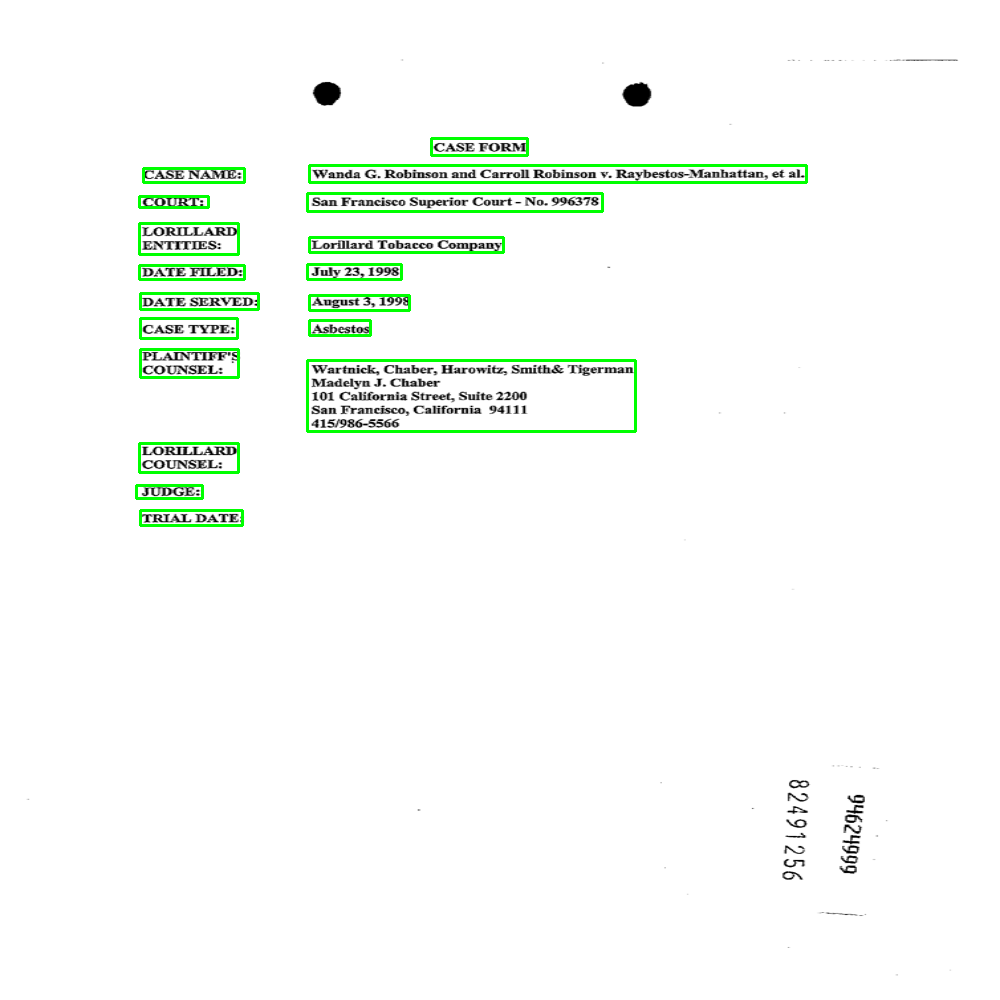 CASE FORM
CASE NAME: Wanda G. Robinson and Carroll Robinson v. Raybestos-Manhattan, et al.
COURT: San Francisco Superior Court - No. 996378
LORILLARD
ENTITIES: Lorillard Tobacco Company
DATE FILED: July 23, 1998
DATE SERVED: August 3, 1998
CASE TYPE: Asbestos
PLAINTIFF'S
COUNSEL: Wartnick, Chaber, Harowitz, Smith& Tigerman
Madelyn J. Chaber
101 California Street, Suite 2200
San Francisco, California 94111
415/986-5566
LORILLARD
COUNSEL:
JUDGE:
TRIAL DATE:
82491256
94624999